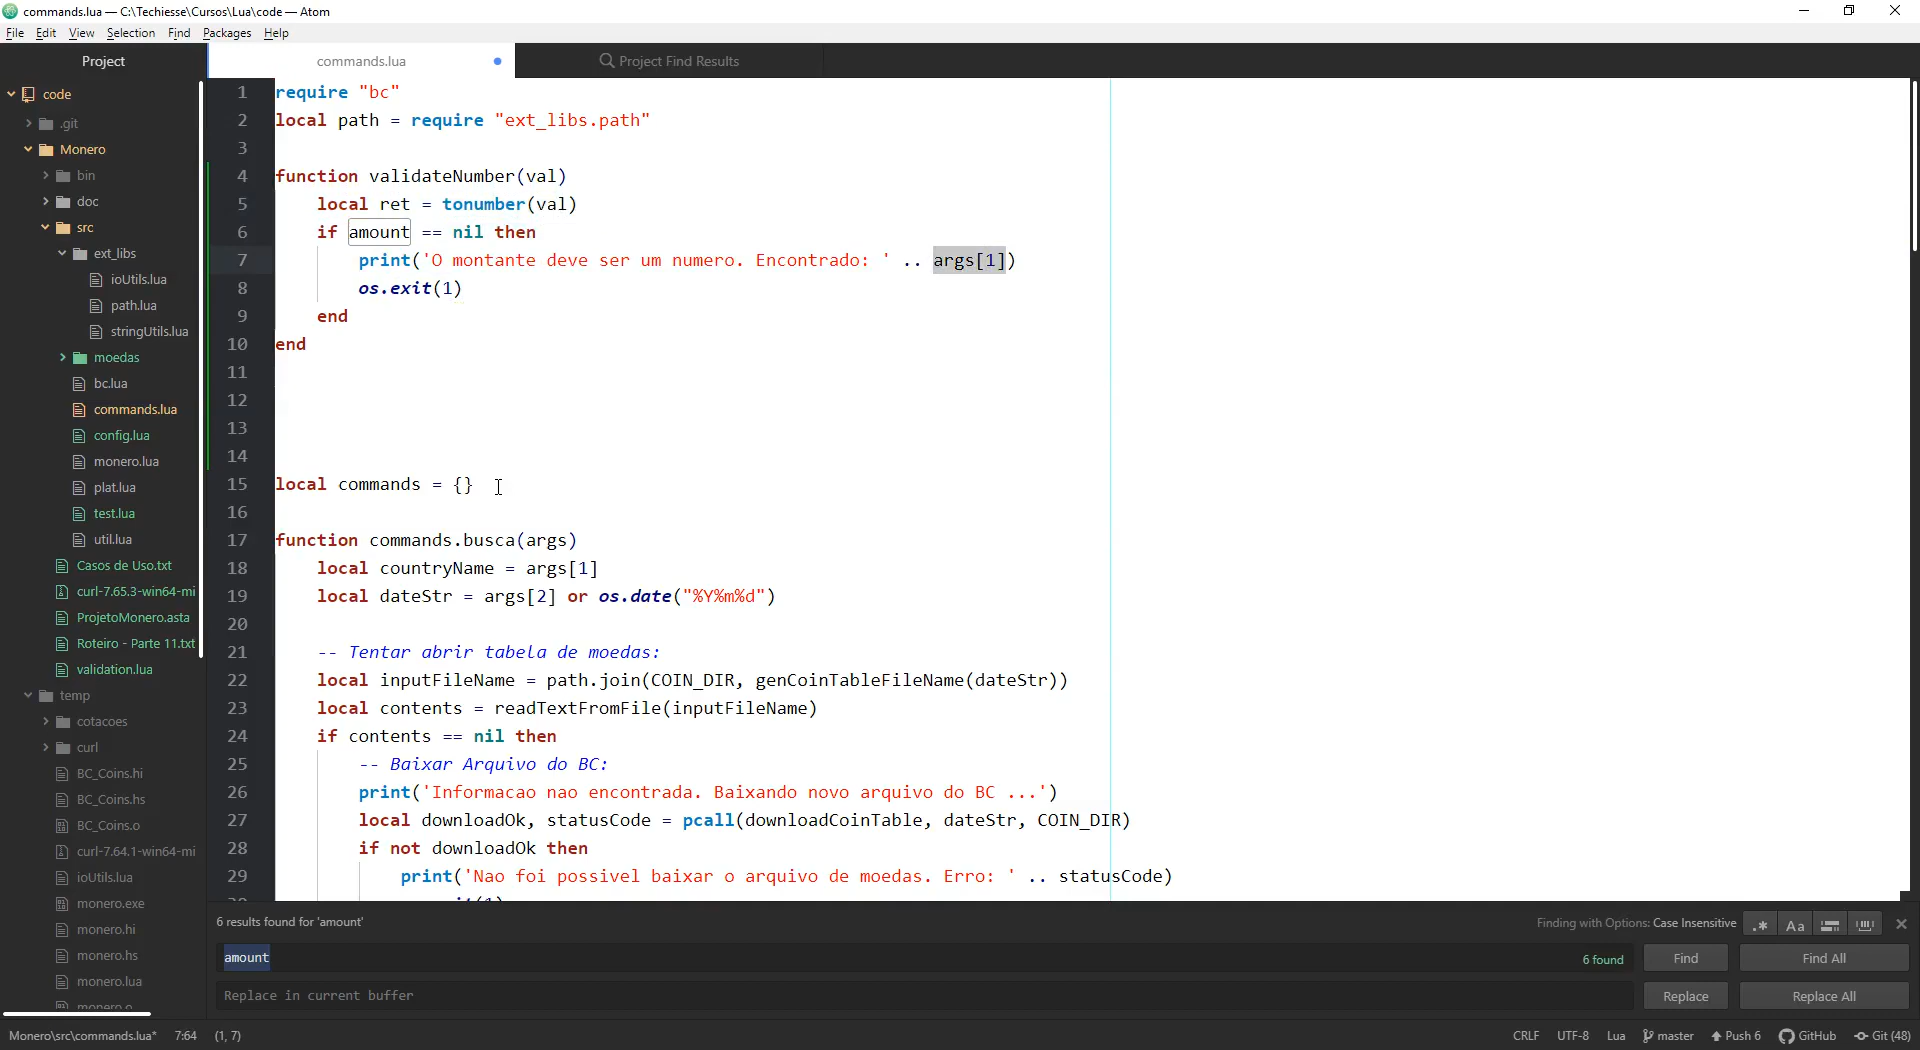 commands.lua — C:\Techiesse\Cursos\Lua\code — Atom
File Edit View Selection Find Packages Help
Project
code
.git
Monero
bin
doc
src
ext_libs
ioUtils.lua
path.lua
stringUtils.lua
moedas
bc.lua
commands.lua
config.lua
monero.lua
plat.lua
test.lua
util.lua
Casos de Uso.txt
curl-7.65.3-win64-mi
ProjetoMonero.asta
Roteiro - Parte 11.txt
validation.lua
temp
cotacoes
curl
BC_Coins.hi
BC_Coins.hs
BC_Coins.o
curl-7.64.1-win64-mi
ioUtils.lua
monero.exe
monero.hi
monero.hs
monero.lua
monero.o
commands.lua
Project Find Results
1 require "bc"
2 local path = require "ext_libs.path"
3
4 function validateNumber(val)
5 local ret = tonumber(val)
6 if amount == nil then
7 print('O montante deve ser um numero. Encontrado: ' .. args[1])
8 os.exit(1)
9 end
10 end
11
12
13
14
15 local commands = {}
16
17 function commands.busca(args)
18 local countryName = args[1]
19 local dateStr = args[2] or os.date("%Y%m%d")
20
21 -- Tentar abrir tabela de moedas:
22 local inputFileName = path.join(COIN_DIR, genCoinTableFileName(dateStr))
23 local contents = readTextFromFile(inputFileName)
24 if contents == nil then
25 -- Baixar Arquivo do BC:
26 print('Informacao nao encontrada. Baixando novo arquivo do BC ...')
27 local downloadOk, statusCode = pcall(downloadCoinTable, dateStr, COIN_DIR)
28 if not downloadOk then
29 print('Nao foi possivel baixar o arquivo de moedas. Erro: ' .. statusCode)
6 results found for 'amount'
Finding with Options: Case Insensitive
.* Aa
amount
6 found
Find
Find All
Replace in current buffer
Replace
Replace All
Monero\src\commands.lua* 7:64 (1, 7)
CRLF UTF-8 Lua master Push 6 GitHub Git (48)